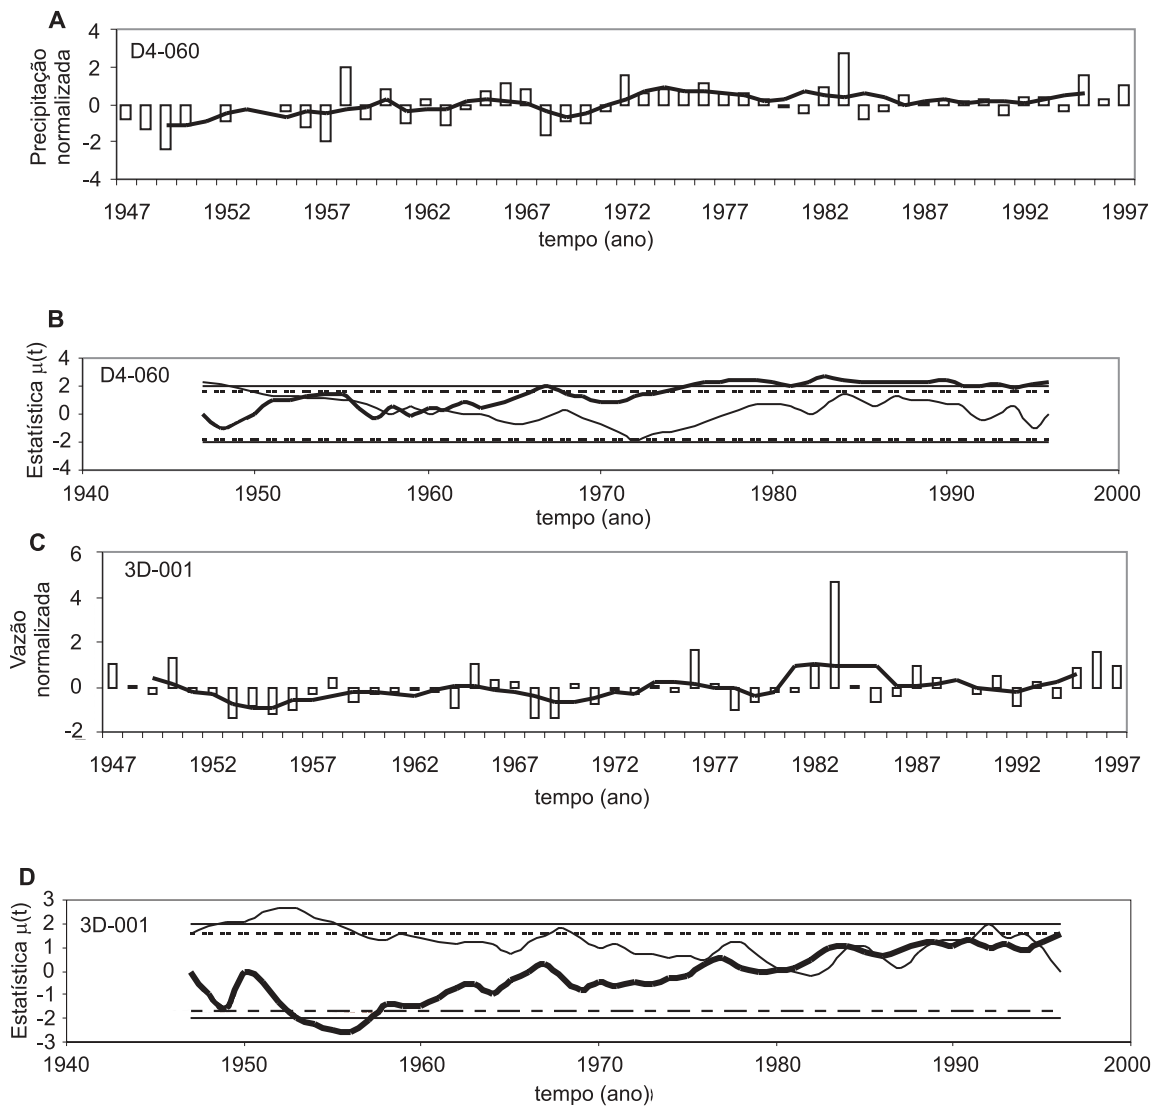 A
D4-060
Precipitação
normalizada
4
2
0
-2
-4
1947 1952 1957 1962 1967 1972 1977 1982 1987 1992 1997
tempo (ano)
B
D4-060
Estatística μ(t)
4
2
0
-2
-4
1940 1950 1960 1970 1980 1990 2000
tempo (ano)
C
3D-001
Vazão
normalizada
6
4
2
0
-2
1947 1952 1957 1962 1967 1972 1977 1982 1987 1992 1997
tempo (ano)
D
3D-001
Estatística μ(t)
3
2
1
0
-1
-2
-3
1940 1950 1960 1970 1980 1990 2000
tempo (ano)